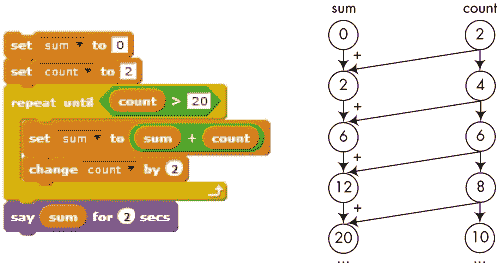 set sum to 0
set count to 2
repeat until count > 20
set sum to sum + count
change count by 2
say sum for 2 secs
sum count
0 2
+
2 4
+
6 6
+
12 8
+
20 10
... ...